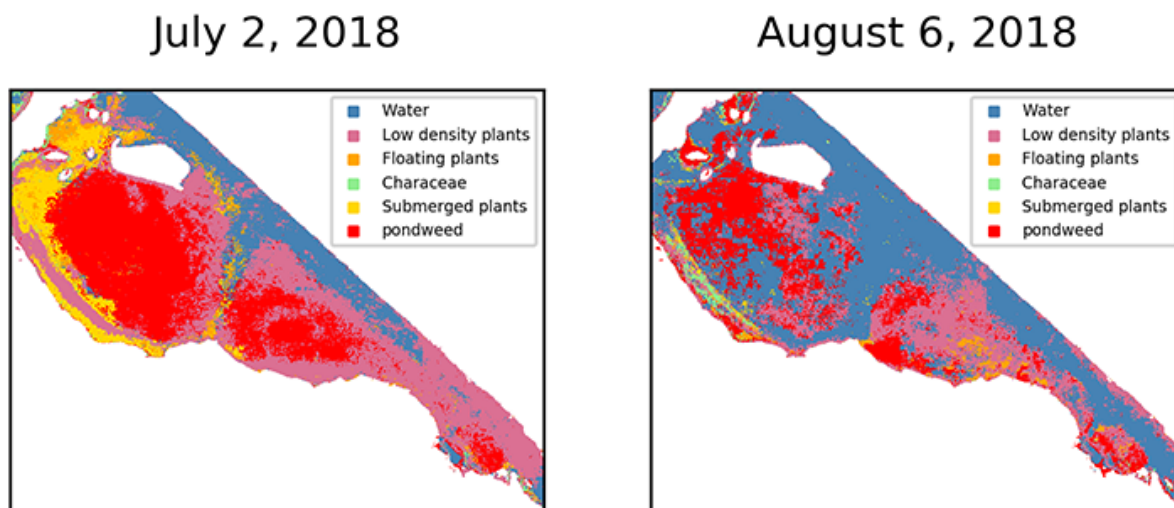 July 2, 2018
August 6, 2018
Water
Low density plants
Floating plants
Characeae
Submerged plants
pondweed
Water
Low density plants
Floating plants
Characeae
Submerged plants
pondweed